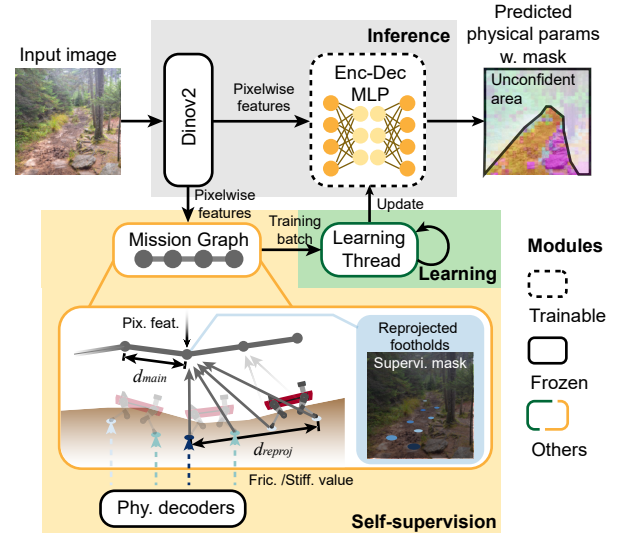 Input image
Inference
Predicted
physical params
w. mask
Dinov2
Pixelwise
features
Enc-Dec
MLP
Unconfident
area
Pixelwise
features
Update
Mission Graph
Training
batch
Learning
Thread
Learning
Modules
Trainable
Frozen
Others
Pix. feat.
d_main
Reprojected
footholds
Supervi. mask
d_reproj
Fric. /Stiff. value
Phy. decoders
Self-supervision